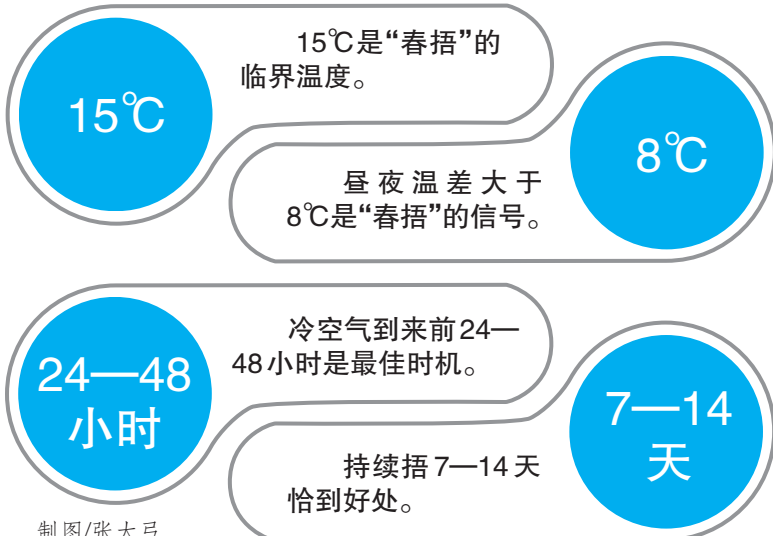 15℃
15℃是“春捂”的
临界温度。
8℃
昼夜温差大于
8℃是“春捂”的信号。
24—48
小时
冷空气到来前24—
48小时是最佳时机。
7—14
天
持续捂7—14天
恰到好处。
制图/张大弓